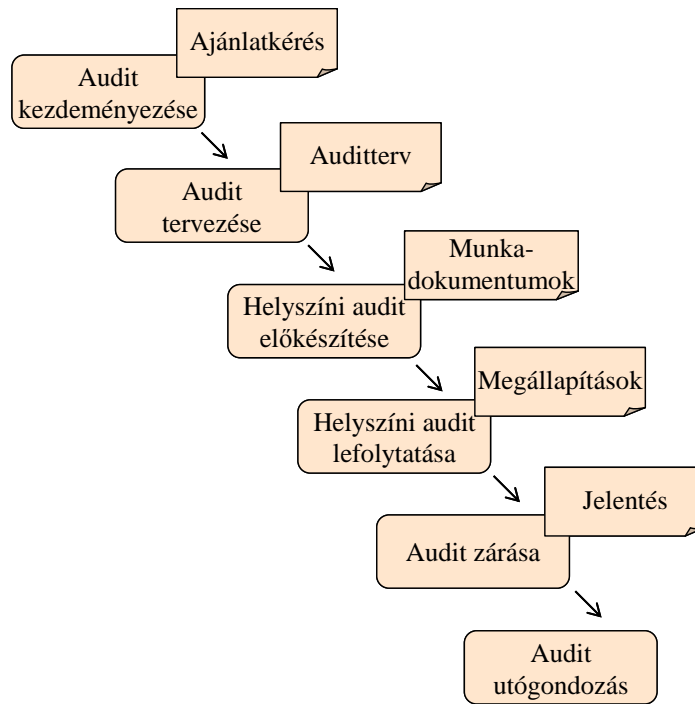 Ajánlatkérés
Audit
kezdeményezése
Auditterv
Audit
tervezése
Munka-
dokumentumok
Helyszíni audit
előkészítése
Megállapítások
Helyszíni audit
lefolytatása
Jelentés
Audit zárása
Audit
utógondozás